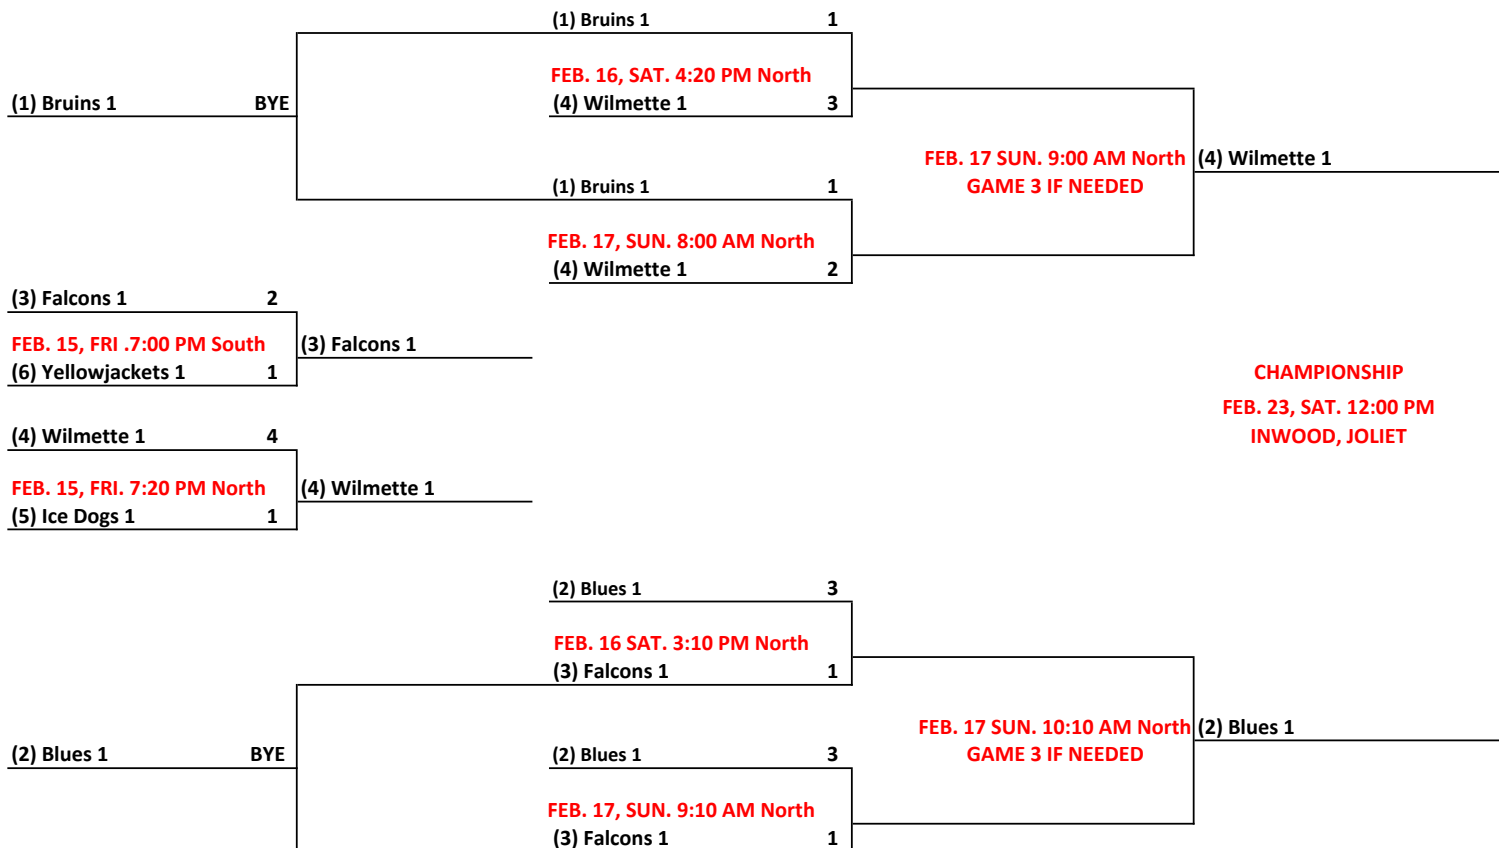 (1) Bruins 1 1
FEB. 16, SAT. 4:20 PM North
(1) Bruins 1 BYE
(4) Wilmette 1 3
FEB. 17 SUN. 9:00 AM North
GAME 3 IF NEEDED
(4) Wilmette 1
(1) Bruins 1 1
FEB. 17, SUN. 8:00 AM North
(4) Wilmette 1 2
(3) Falcons 1 2
FEB. 15, FRI .7:00 PM South
(3) Falcons 1
(6) Yellowjackets 1 1
CHAMPIONSHIP
FEB. 23, SAT. 12:00 PM
INWOOD, JOLIET
(4) Wilmette 1 4
FEB. 15, FRI. 7:20 PM North
(4) Wilmette 1
(5) Ice Dogs 1 1
(2) Blues 1 3
FEB. 16 SAT. 3:10 PM North
(3) Falcons 1 1
FEB. 17 SUN. 10:10 AM North
GAME 3 IF NEEDED
(2) Blues 1
(2) Blues 1 BYE
(2) Blues 1 3
FEB. 17, SUN. 9:10 AM North
(3) Falcons 1 1